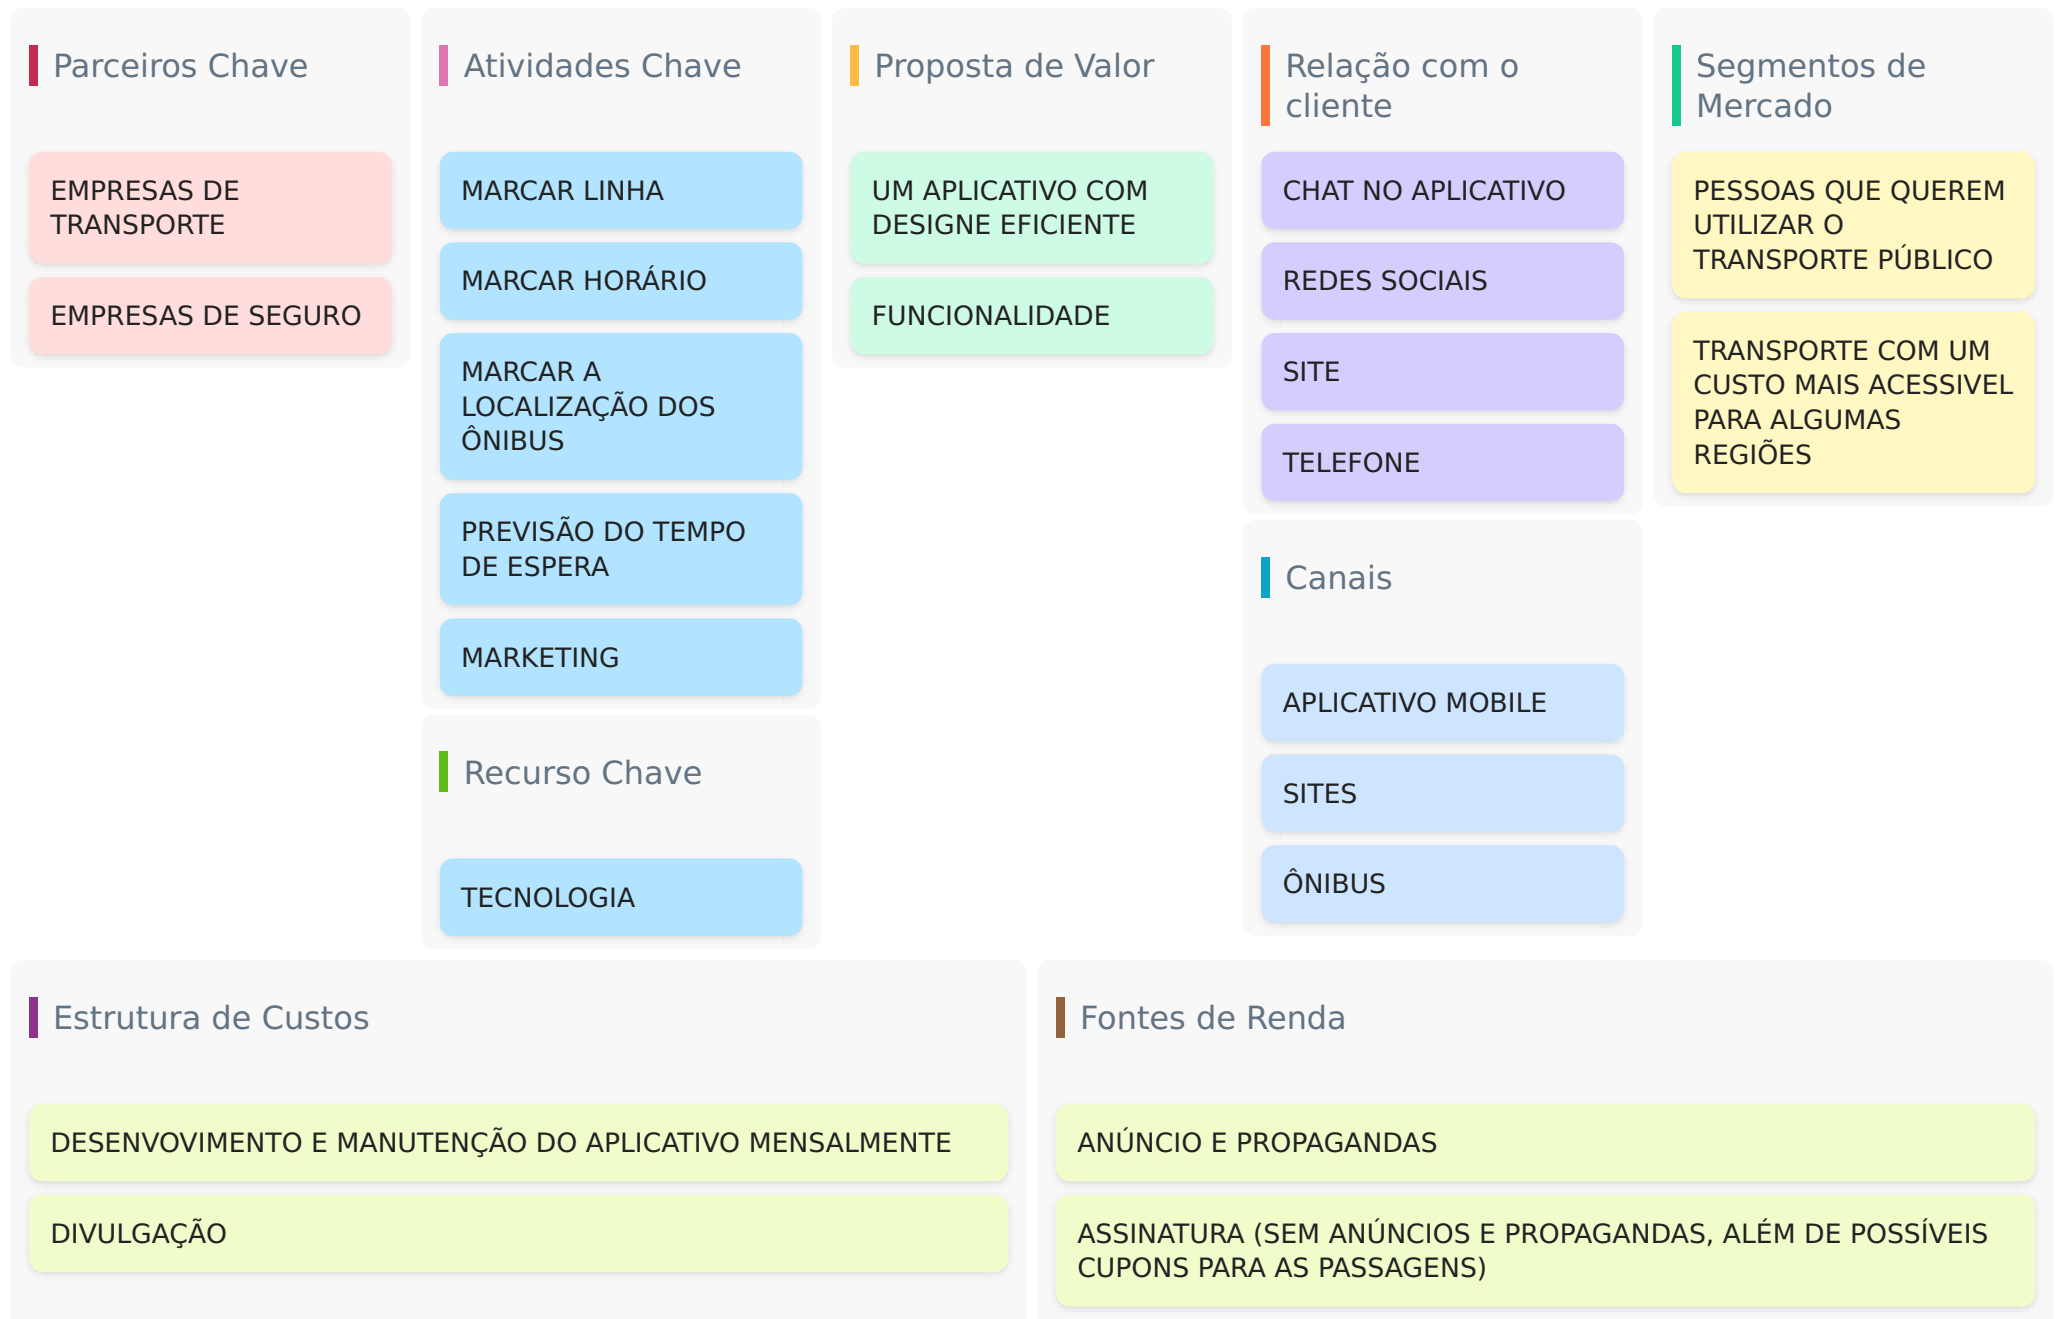 Parceiros Chave
EMPRESAS DE
TRANSPORTE
EMPRESAS DE SEGURO
Atividades Chave
MARCAR LINHA
MARCAR HORÁRIO
MARCAR A
LOCALIZAÇÃO DOS
ÔNIBUS
PREVISÃO DO TEMPO
DE ESPERA
MARKETING
Recurso Chave
TECNOLOGIA
Proposta de Valor
UM APLICATIVO COM
DESIGNE EFICIENTE
FUNCIONALIDADE
Relação com o
cliente
CHAT NO APLICATIVO
REDES SOCIAIS
SITE
TELEFONE
Canais
APLICATIVO MOBILE
SITES
ÔNIBUS
Segmentos de
Mercado
PESSOAS QUE QUEREM
UTILIZAR O
TRANSPORTE PÚBLICO
TRANSPORTE COM UM
CUSTO MAIS ACESSIVEL
PARA ALGUMAS
REGIÕES
Estrutura de Custos
DESENVOVIMENTO E MANUTENÇÃO DO APLICATIVO MENSALMENTE
DIVULGAÇÃO
Fontes de Renda
ANÚNCIO E PROPAGANDAS
ASSINATURA (SEM ANÚNCIOS E PROPAGANDAS, ALÉM DE POSSÍVEIS
CUPONS PARA AS PASSAGENS)